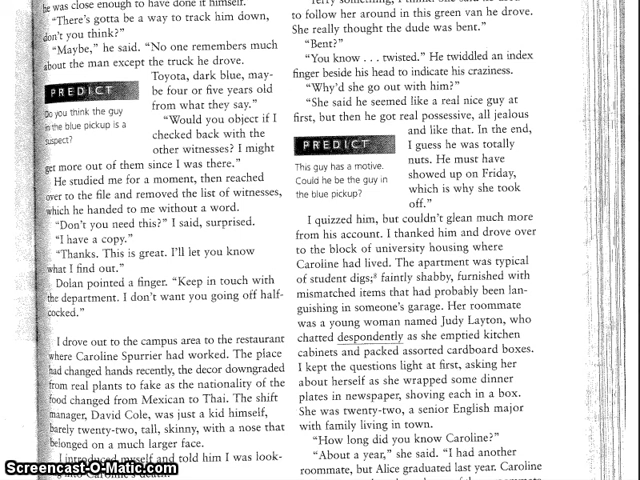 he was close enough to have done it himself.
"There's gotta be a way to track him down,
don't you think?"
"Maybe," he said. "No one remembers much
about the man except the truck he drove.
Toyota, dark blue, may-
be four or five years old
from what they say."
"Would you object if I
checked back with the
other witnesses? I might
get more out of them since I was there."
PREDICT
Do you think the guy
in the blue pickup is a
suspect?
He studied me for a moment, then reached
over to the file and removed the list of witnesses,
which he handed to me without a word.
"Don't you need this?" I said, surprised.
"I have a copy."
"Thanks. This is great. I'll let you know
what I find out."
Dolan pointed a finger. "Keep in touch with
the department. I don't want you going off half-
cocked."
I drove out to the campus area to the restaurant
where Caroline Spurrier had worked. The place
had changed hands recently, the decor downgraded
from real plants to fake as the nationality of the
food changed from Mexican to Thai. The shift
manager, David Cole, was just a kid himself,
barely twenty-two, tall, skinny, with a nose that
belonged on a much larger face.
I introduced myself and told him I was look-
Terry something, I think. She said he used
to follow her around in this green van he drove.
She really thought the dude was bent."
"Bent?"
"You know . . . twisted." He twiddled an index
finger beside his head to indicate his craziness.
"Why'd she go out with him?"
"She said he seemed like a real nice guy at
first, but then he got real possessive, all jealous
and like that. In the end,
I guess he was totally
nuts. He must have
showed up on Friday,
which is why she took
off."
PREDICT
This guy has a motive.
Could he be the guy in
the blue pickup?
I quizzed him, but couldn't glean much more
from his account. I thanked him and drove over
to the block of university housing where
Caroline had lived. The apartment was typical
of student digs;⁸ faintly shabby, furnished with
mismatched items that had probably been lan-
guishing in someone's garage. Her roommate
was a young woman named Judy Layton, who
chatted despondently as she emptied kitchen
cabinets and packed assorted cardboard boxes.
I kept the questions light at first, asking her
about herself as she wrapped some dinner
plates in newspaper, shoving each in a box.
She was twenty-two, a senior English major
with family living in town.
"How long did you know Caroline?"
"About a year," she said. "I had another
roommate, but Alice graduated last year. Caroline
Screencast-O-Matic.com